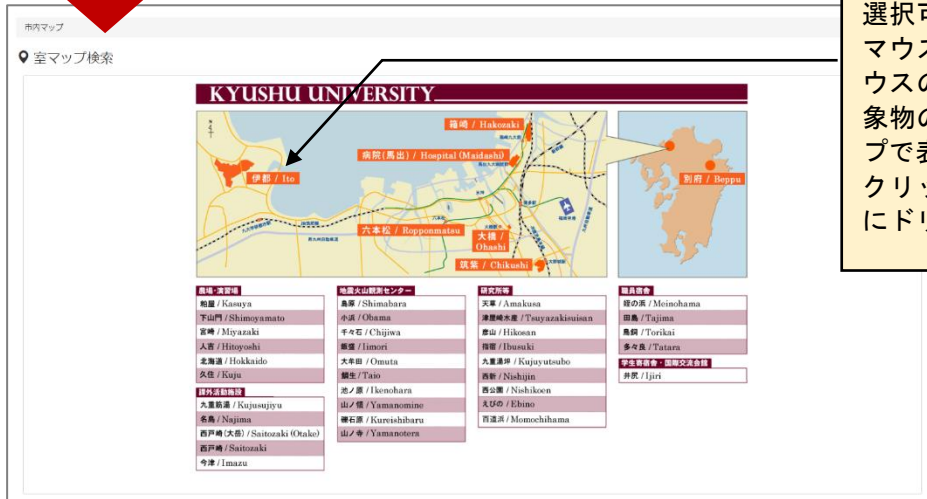 市内マップ
室マップ検索
選択可
マウス
ウスの
象物の
プで表
クリッ
にドリ
KYUSHU UNIVERSITY
箱崎 / Hakozaki
病院(馬出) / Hospital (Maidashi)
伊都 / Ito
別府 / Beppu
六本松 / Ropponmatsu
大橋 /
Ohashi
筑紫 / Chikushi
農場・演習場
粕屋 / Kasuya
下山門 / Shimoyamato
宮崎 / Miyazaki
人吉 / Hitoyoshi
北海道 / Hokkaido
久住 / Kuju
課外活動施設
九重筋湯 / Kujusujiyu
名島 / Najima
西戸崎(大岳) / Saitozaki (Otake)
西戸崎 / Saitozaki
今津 / Imazu
地震火山観測センター
島原 / Shimabara
小浜 / Obama
千々石 / Chijiwa
飯盛 / Iimori
大牟田 / Omuta
鯛生 / Taio
池ノ原 / Ikenohara
山ノ領 / Yamanomine
礫石原 / Kureishibaru
山ノ寺 / Yamanotera
研究所等
天草 / Amakusa
津屋崎水産 / Tsuyazakisuisan
彦山 / Hikosan
指宿 / Ibusuki
九重湯坪 / Kujuyutsubo
西新 / Nishijin
西公園 / Nishikoen
えびの / Ebino
百道浜 / Momochihama
職員宿舎
姪の浜 / Meinohama
田島 / Tajima
鳥飼 / Torikai
多々良 / Tatara
学生寄宿舎・国際交流会館
井尻 / Ijiri